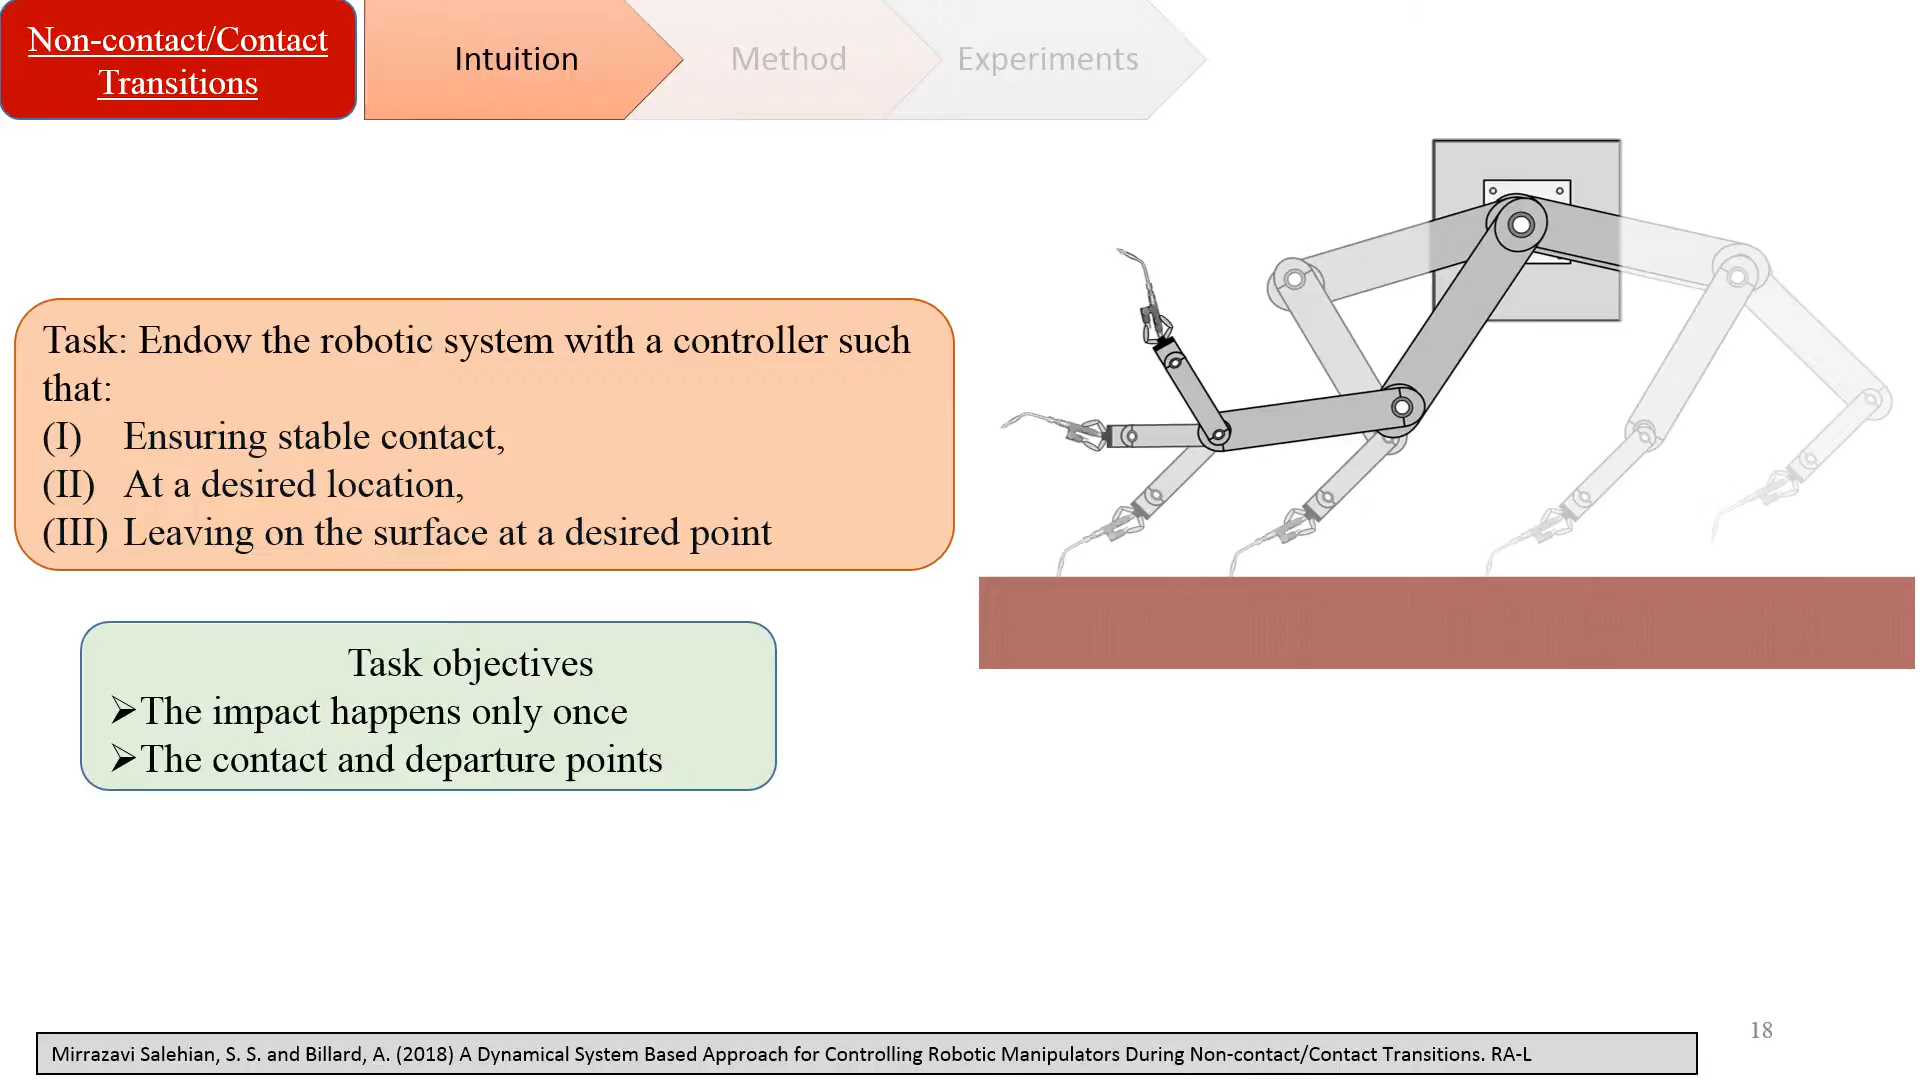 Non-contact/Contact
Transitions
Intuition
Method
Experiments
Task: Endow the robotic system with a controller such
that:
(I) Ensuring stable contact,
(II) At a desired location,
(III) Leaving on the surface at a desired point
Task objectives
➢The impact happens only once
➢The contact and departure points
18
Mirrazavi Salehian, S. S. and Billard, A. (2018) A Dynamical System Based Approach for Controlling Robotic Manipulators During Non-contact/Contact Transitions. RA-L